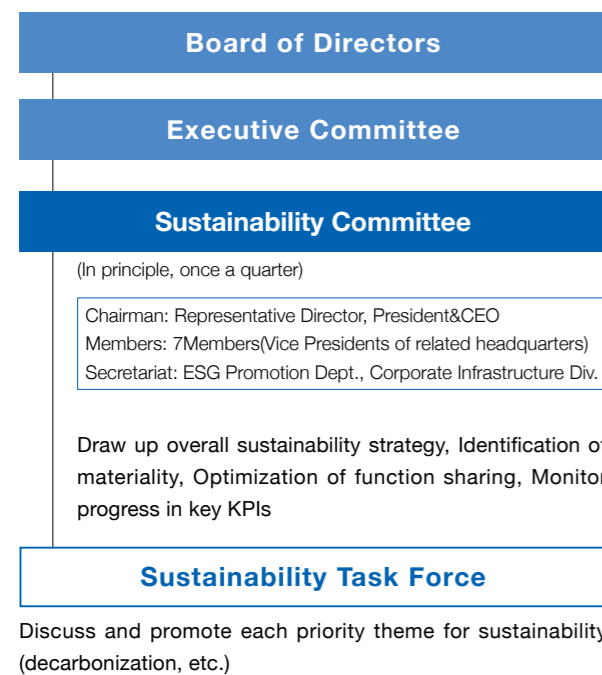 Board of Directors
Executive Committee
Sustainability Committee
(In principle, once a quarter)
Chairman: Representative Director, President&CEO
Members: 7Members(Vice Presidents of related headquarters)
Secretariat: ESG Promotion Dept., Corporate Infrastructure Div.
Draw up overall sustainability strategy, Identification of
materiality, Optimization of function sharing, Monitor
progress in key KPIs
Sustainability Task Force
Discuss and promote each priority theme for sustainability
(decarbonization, etc.)